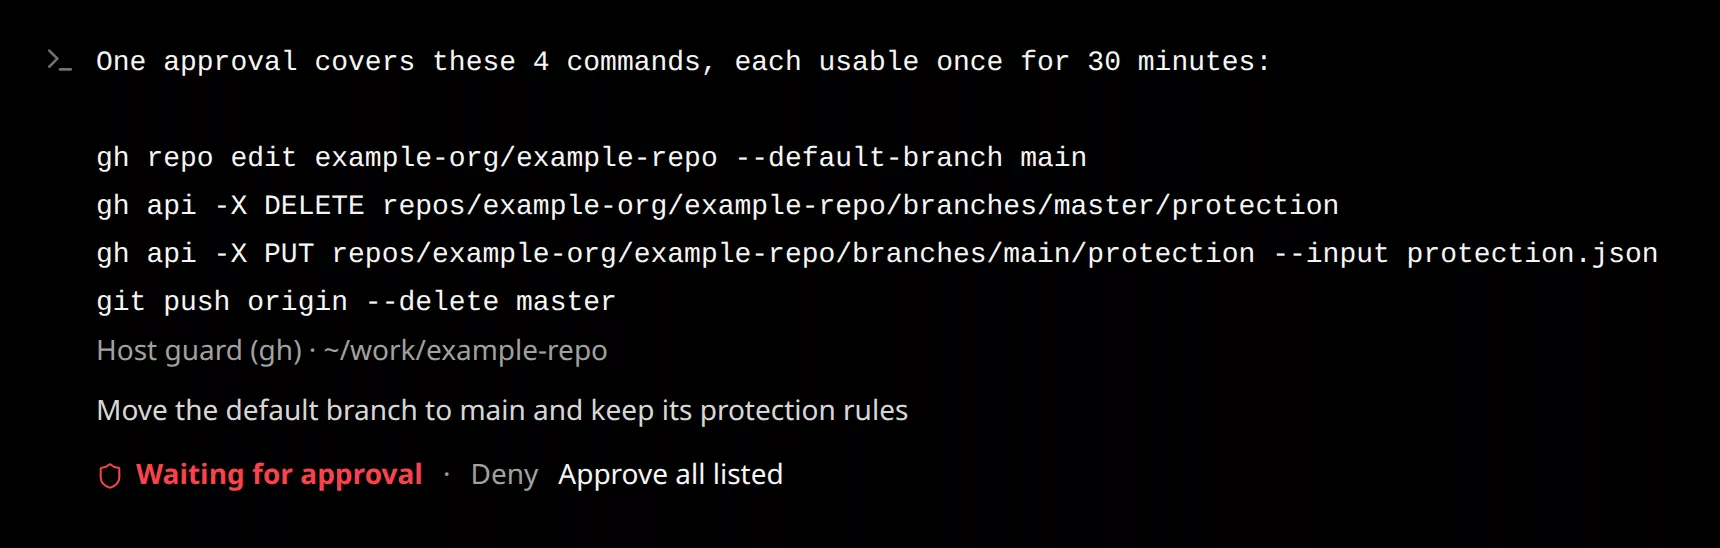 >_ One approval covers these 4 commands, each usable once for 30 minutes:
gh repo edit example-org/example-repo --default-branch main
gh api -X DELETE repos/example-org/example-repo/branches/master/protection
gh api -X PUT repos/example-org/example-repo/branches/main/protection --input protection.json
git push origin --delete master
Host guard (gh) · ~/work/example-repo
Move the default branch to main and keep its protection rules
Waiting for approval · Deny Approve all listed